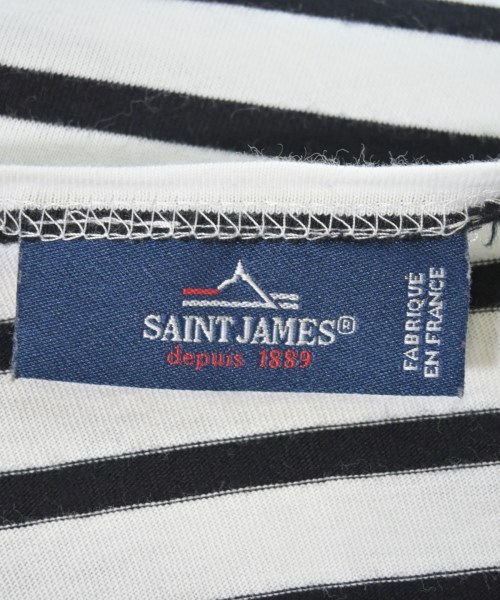 SAINT JAMES®
depuis 1889
FABRIQUÉ
EN FRANCE